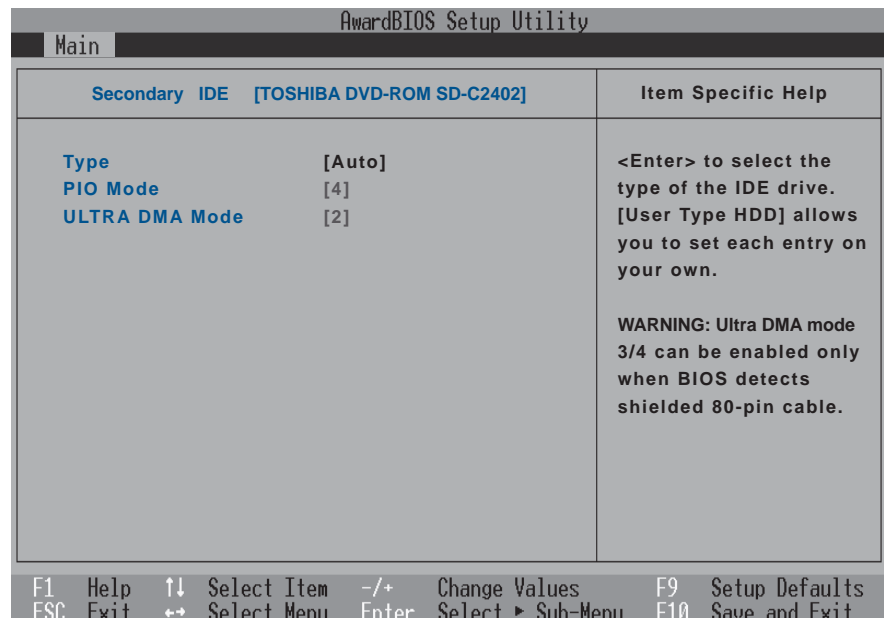 AwardBIOS Setup Utility
Main
Secondary IDE [TOSHIBA DVD-ROM SD-C2402]
Item Specific Help
Type [Auto]
PIO Mode [4]
ULTRA DMA Mode [2]
<Enter> to select the
type of the IDE drive.
[User Type HDD] allows
you to set each entry on
your own.
WARNING: Ultra DMA mode
3/4 can be enabled only
when BIOS detects
shielded 80-pin cable.
F1 Help ↑↓ Select Item -/+ Change Values F9 Setup Defaults
ESC Exit ←→ Select Menu Enter Select ▶ Sub-Menu F10 Save and Exit